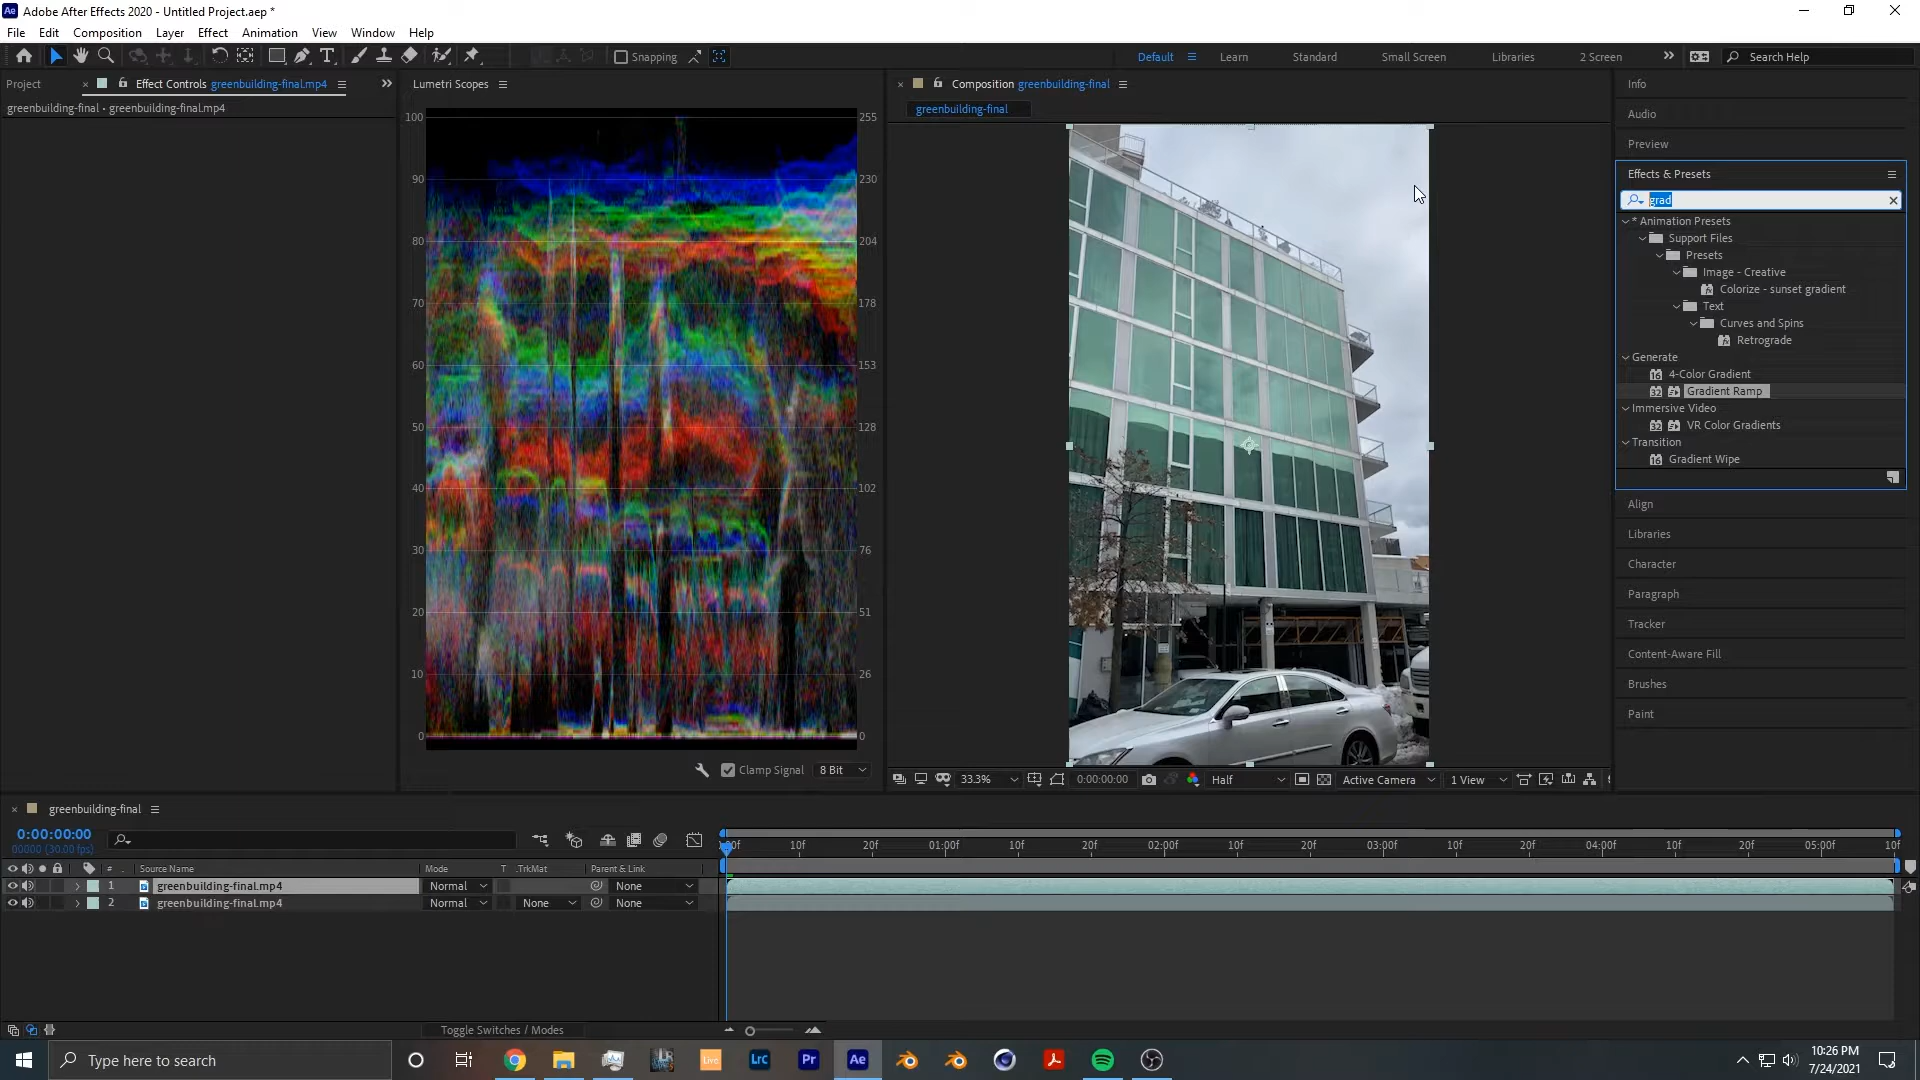 Adobe After Effects 2020 - Untitled Project.aep *
File Edit Composition Layer Effect Animation View Window Help
Snapping Default Learn Standard Small Screen Libraries 2 Screen Search Help
Project Effect Controls greenbuilding-final.mp4
greenbuilding-final • greenbuilding-final.mp4
Lumetri Scopes
100 255
90 230
80 204
70 178
60 153
50 128
40 102
30 76
20 51
10 26
0 0
Clamp Signal 8 Bit
Composition greenbuilding-final
greenbuilding-final
33.3% 0:00:00:00 Half Active Camera 1 View
Info
Audio
Preview
Effects & Presets
grad
* Animation Presets
Support Files
Presets
Image - Creative
Colorize - sunset gradient
Text
Curves and Spins
Retrograde
Generate
16 4-Color Gradient
32 Gradient Ramp
Immersive Video
32 VR Color Gradients
Transition
16 Gradient Wipe
Align
Libraries
Character
Paragraph
Tracker
Content-Aware Fill
Brushes
Paint
greenbuilding-final
0:00:00:00
00000 (30.00 fps)
10f 20f 01:00f 10f 20f 02:00f 10f 20f 03:00f 10f 20f 04:00f 10f 20f 05:00f 10f
# Source Name Mode T .TrkMat Parent & Link
1 greenbuilding-final.mp4 Normal None
2 greenbuilding-final.mp4 Normal None None
Toggle Switches / Modes
Type here to search
Live Lrc Pr Ae
10:26 PM
7/24/2021